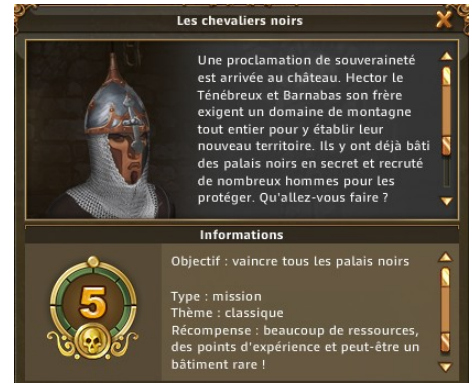 Les chevaliers noirs
Une proclamation de souveraineté
est arrivée au château. Hector le
Ténébreux et Barnabas son frère
exigent un domaine de montagne
tout entier pour y établir leur
nouveau territoire. Ils y ont déjà bâti
des palais noirs en secret et recruté
de nombreux hommes pour les
protéger. Qu'allez-vous faire ?
Informations
5
Objectif : vaincre tous les palais noirs
Type : mission
Thème : classique
Récompense : beaucoup de ressources,
des points d'expérience et peut-être un
bâtiment rare !